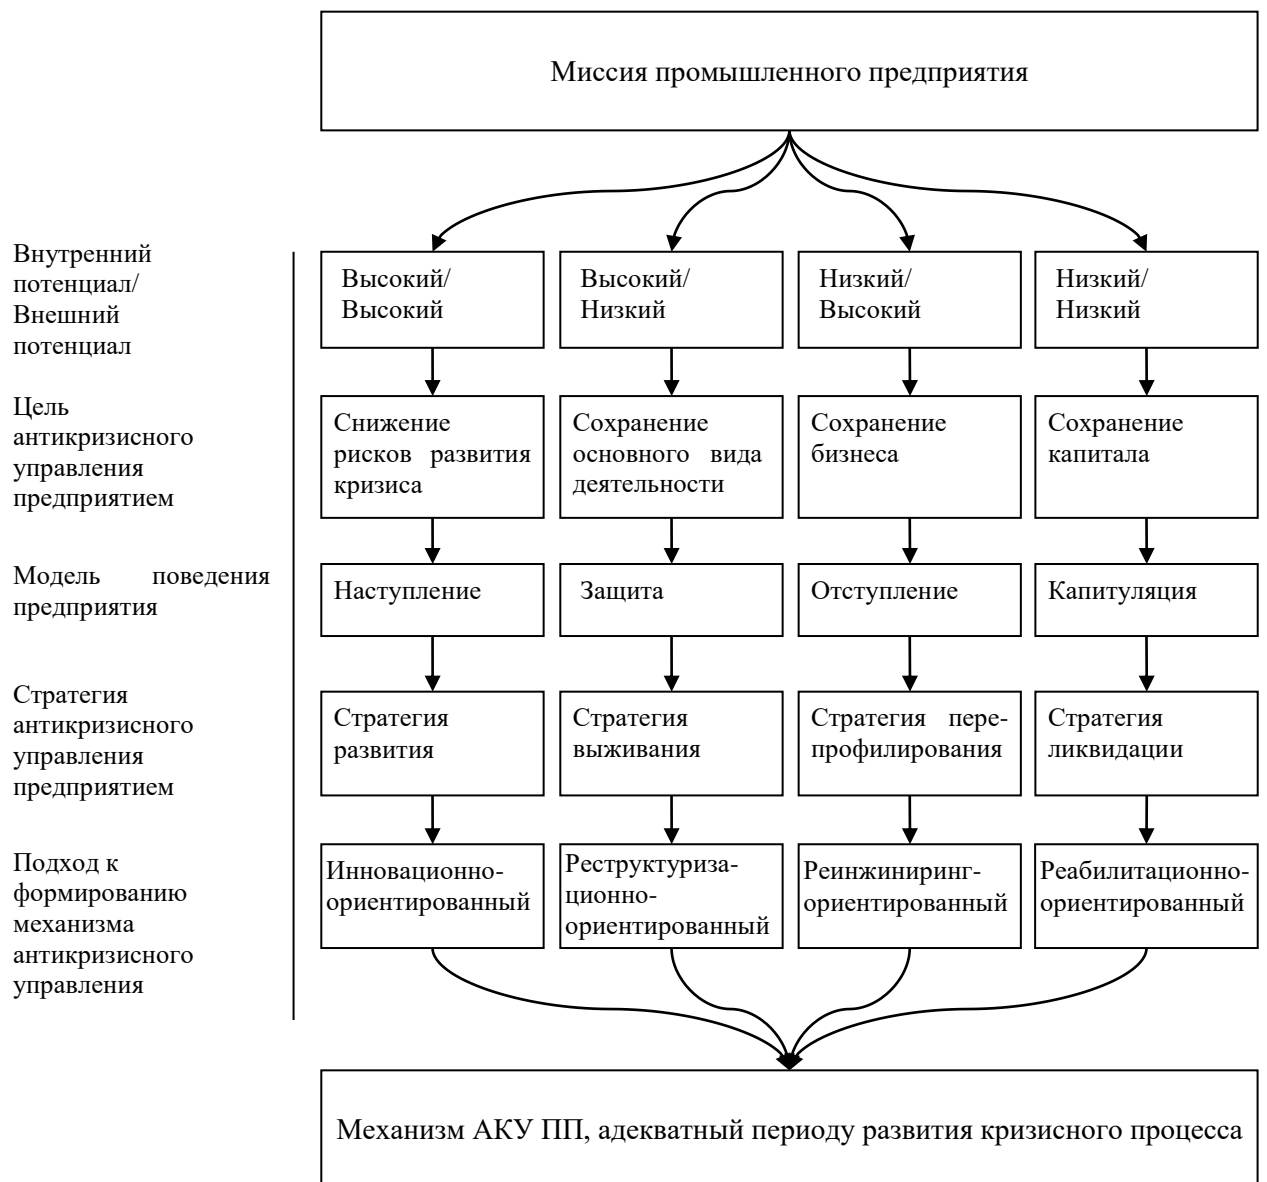 Миссия промышленного предприятия
Внутренний
потенциал/
Внешний
потенциал
Высокий/
Высокий
Высокий/
Низкий
Низкий/
Высокий
Низкий/
Низкий
Цель
антикризисного
управления
предприятием
Снижение
рисков развития
кризиса
Сохранение
основного вида
деятельности
Сохранение
бизнеса
Сохранение
капитала
Модель поведения
предприятия
Наступление
Защита
Отступление
Капитуляция
Стратегия
антикризисного
управления
предприятием
Стратегия
развития
Стратегия
выживания
Стратегия пере-
профилирования
Стратегия
ликвидации
Подход к
формированию
механизма
антикризисного
управления
Инновационно-
ориентированный
Реструктуриза-
ционно-
ориентированный
Реинжиниринг-
ориентированный
Реабилитационно-
ориентированный
Механизм АКУ ПП, адекватный периоду развития кризисного процесса